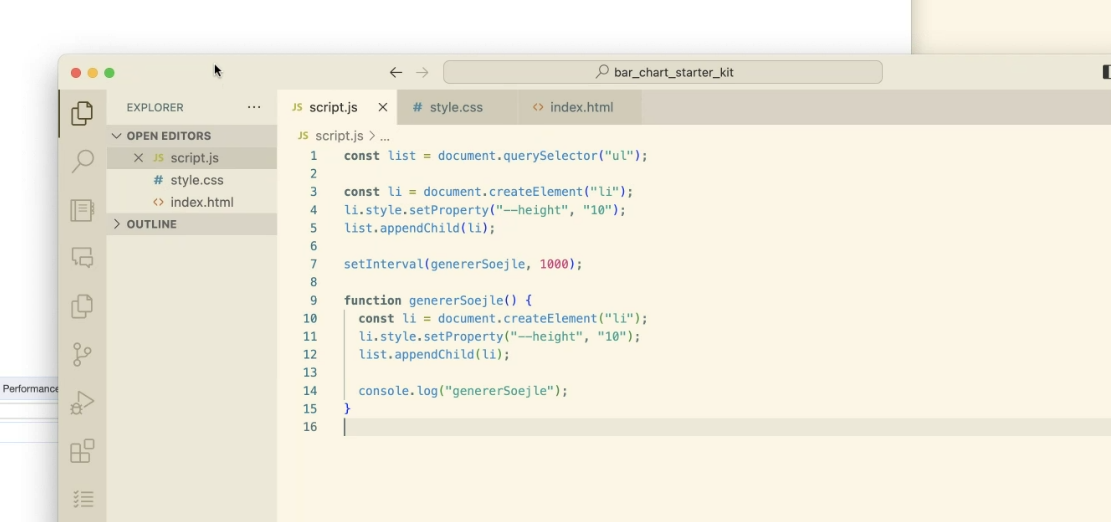 bar_chart_starter_kit
EXPLORER ...
JS script.js
# style.css
<> index.html
OPEN EDITORS
JS script.js
# style.css
<> index.html
OUTLINE
JS script.js > ...
1 const list = document.querySelector("ul");
2
3 const li = document.createElement("li");
4 li.style.setProperty("--height", "10");
5 list.appendChild(li);
6
7 setInterval(genererSoejle, 1000);
8
9 function genererSoejle() {
10 const li = document.createElement("li");
11 li.style.setProperty("--height", "10");
12 list.appendChild(li);
13
14 console.log("genererSoejle");
15 }
16
Performance